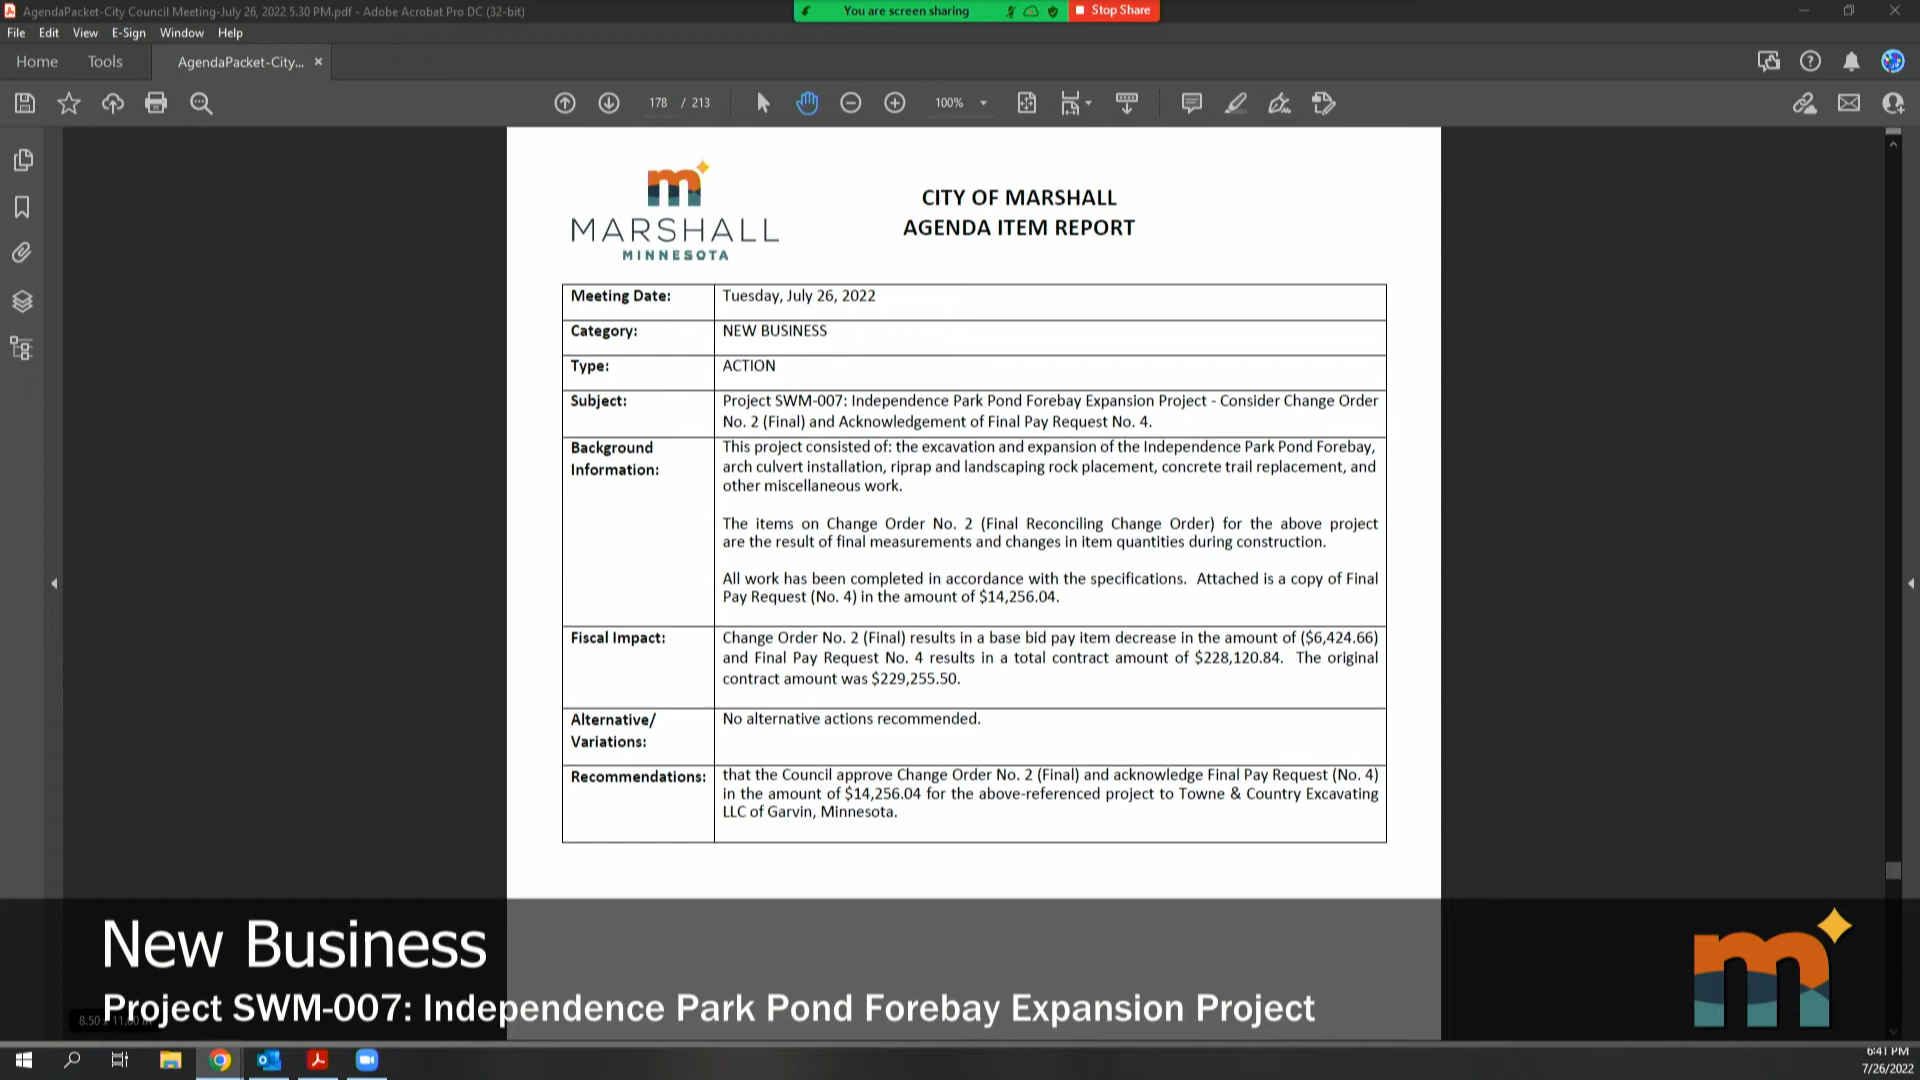 AgendaPacket-City Council Meeting-July 26, 2022 5.30 PM.pdf - Adobe Acrobat Pro DC (32-bit)
You are screen sharing
Stop Share
File Edit View E-Sign Window Help
Home Tools AgendaPacket-City... ×
178 / 213
100%
MARSHALL
MINNESOTA
CITY OF MARSHALL
AGENDA ITEM REPORT
Meeting Date: Tuesday, July 26, 2022
Category: NEW BUSINESS
Type: ACTION
Subject: Project SWM-007: Independence Park Pond Forebay Expansion Project - Consider Change Order
No. 2 (Final) and Acknowledgement of Final Pay Request No. 4.
Background This project consisted of: the excavation and expansion of the Independence Park Pond Forebay,
Information: arch culvert installation, riprap and landscaping rock placement, concrete trail replacement, and
other miscellaneous work.
The items on Change Order No. 2 (Final Reconciling Change Order) for the above project
are the result of final measurements and changes in item quantities during construction.
All work has been completed in accordance with the specifications. Attached is a copy of Final
Pay Request (No. 4) in the amount of $14,256.04.
Fiscal Impact: Change Order No. 2 (Final) results in a base bid pay item decrease in the amount of ($6,424.66)
and Final Pay Request No. 4 results in a total contract amount of $228,120.84. The original
contract amount was $229,255.50.
Alternative/ No alternative actions recommended.
Variations:
Recommendations: that the Council approve Change Order No. 2 (Final) and acknowledge Final Pay Request (No. 4)
in the amount of $14,256.04 for the above-referenced project to Towne & Country Excavating
LLC of Garvin, Minnesota.
New Business
Project SWM-007: Independence Park Pond Forebay Expansion Project
8.50 x 11.00 in
6:41 PM
7/26/2022